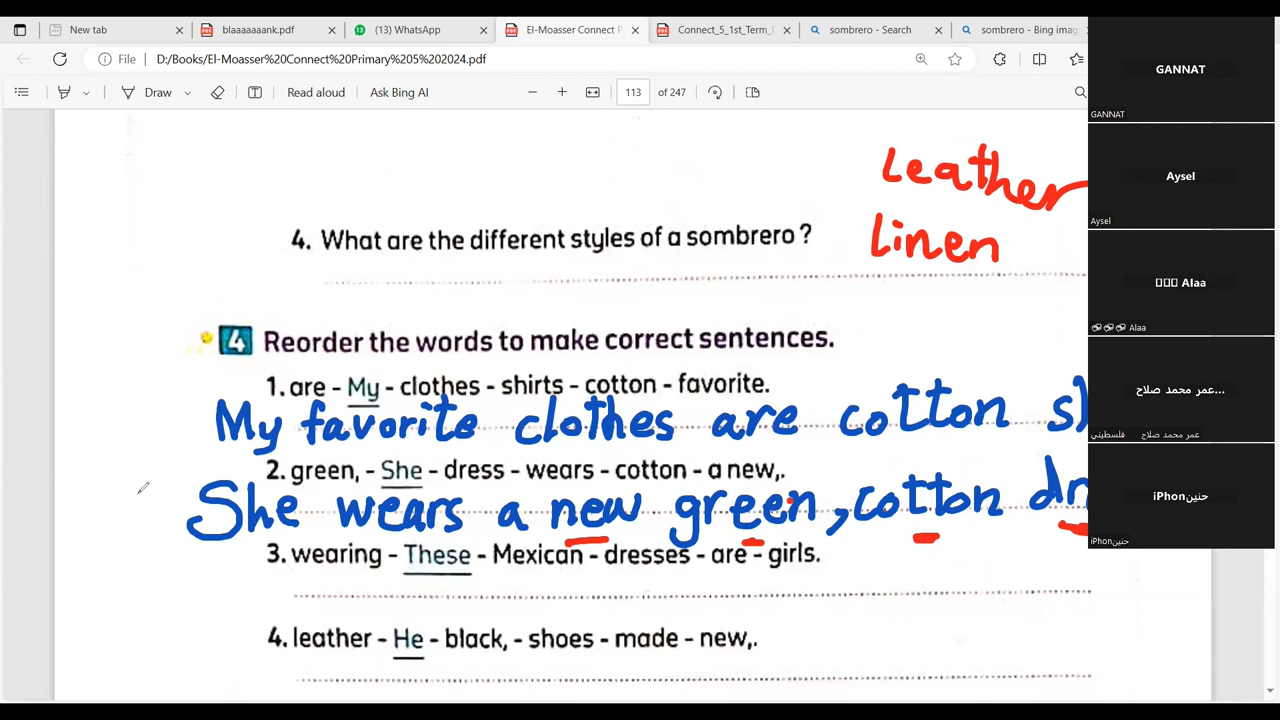 New tab
blaaaaaaank.pdf
(13) WhatsApp
El-Moasser Connect P
Connect_5_1st_Term_
sombrero - Search
sombrero - Bing imag
File
D:/Books/El-Moasser%20Connect%20Primary%205%202024.pdf
Draw
Read aloud
Ask Bing AI
113 of 247
Leather
4. What are the different styles of a sombrero?
linen
4 Reorder the words to make correct sentences.
1. are - My - clothes - shirts - cotton - favorite.
My favorite clothes are cotton
2. green, - She - dress - wears - cotton - a new,.
She wears a new green, cotton
3. wearing - These - Mexican - dresses - are - girls.
4. leather - He - black, - shoes - made - new,.
GANNAT
GANNAT
Aysel
Aysel
Alaa
Alaa
عمر محمد صلاح...
عمر محمد صلاح فلسطيني
iPhoneحنين
iPhoneحنين